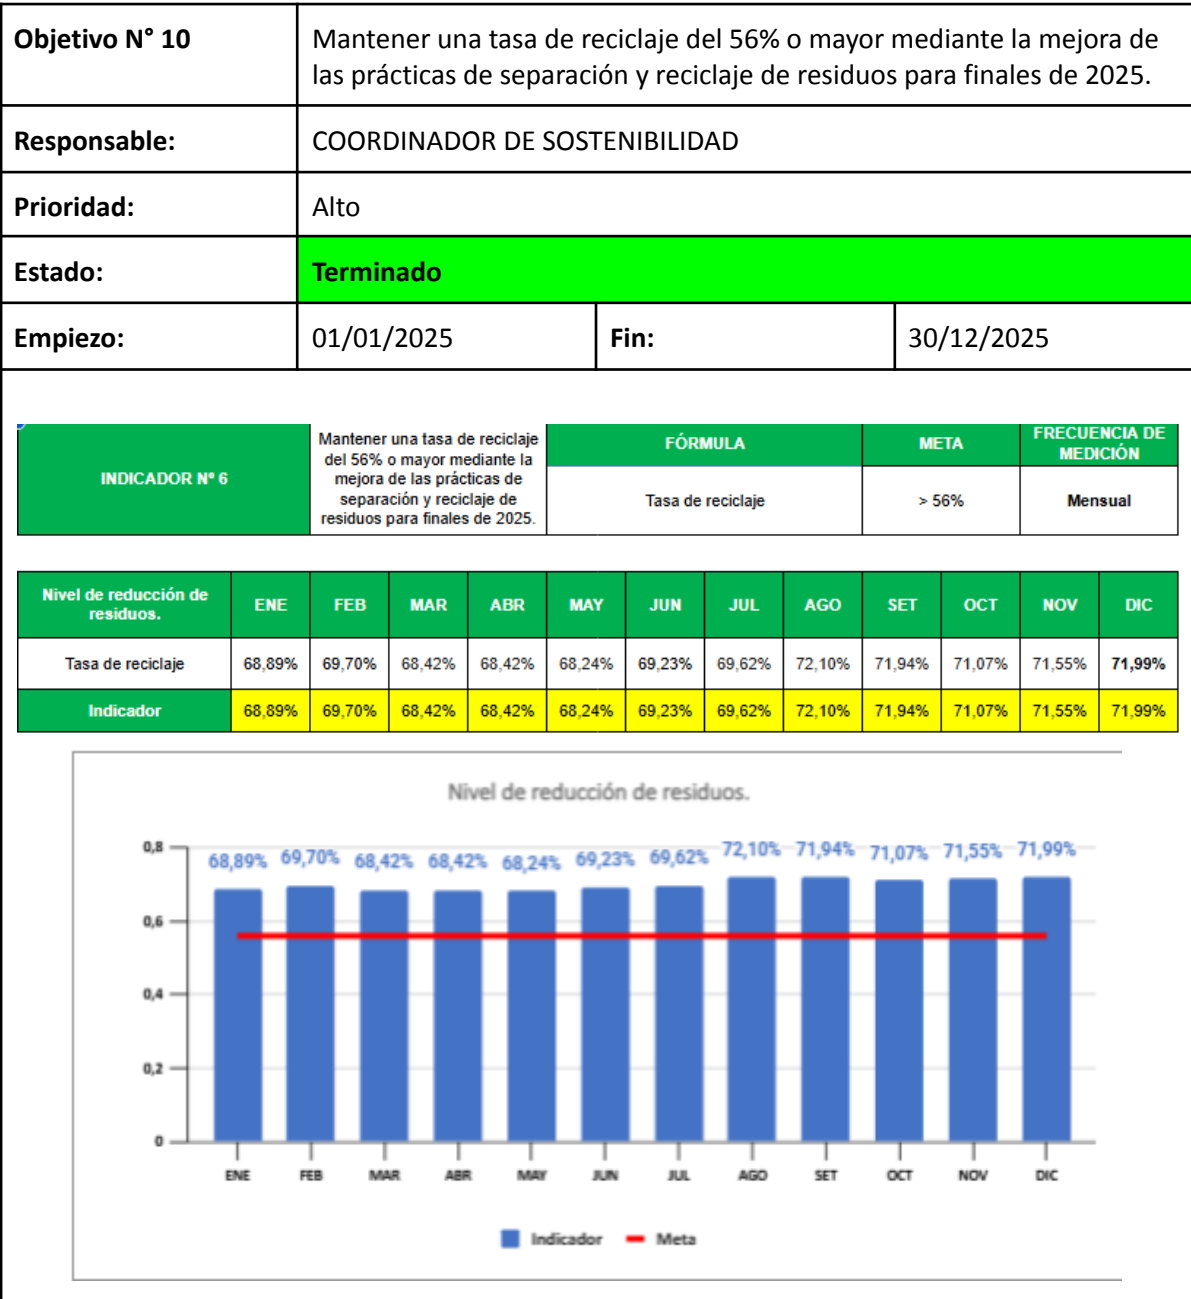 Objetivo N° 10
Mantener una tasa de reciclaje del 56% o mayor mediante la mejora de
las prácticas de separación y reciclaje de residuos para finales de 2025.
Responsable:
COORDINADOR DE SOSTENIBILIDAD
Prioridad:
Alto
Estado:
Terminado
Empiezo:
01/01/2025
Fin:
30/12/2025
INDICADOR Nº 6
Mantener una tasa de reciclaje
del 56% o mayor mediante la
mejora de las prácticas de
separación y reciclaje de
residuos para finales de 2025.
FÓRMULA
META
FRECUENCIA DE
MEDICIÓN
Tasa de reciclaje
> 56%
Mensual
Nivel de reducción de
residuos.
ENE FEB MAR ABR MAY JUN JUL AGO SET OCT NOV DIC
Tasa de reciclaje 68,89% 69,70% 68,42% 68,42% 68,24% 69,23% 69,62% 72,10% 71,94% 71,07% 71,55% 71,99%
Indicador 68,89% 69,70% 68,42% 68,42% 68,24% 69,23% 69,62% 72,10% 71,94% 71,07% 71,55% 71,99%
Nivel de reducción de residuos.
68,89% 69,70% 68,42% 68,42% 68,24% 69,23% 69,62% 72,10% 71,94% 71,07% 71,55% 71,99%
0,8
0,6
0,4
0,2
0
ENE FEB MAR ABR MAY JUN JUL AGO SET OCT NOV DIC
Indicador Meta